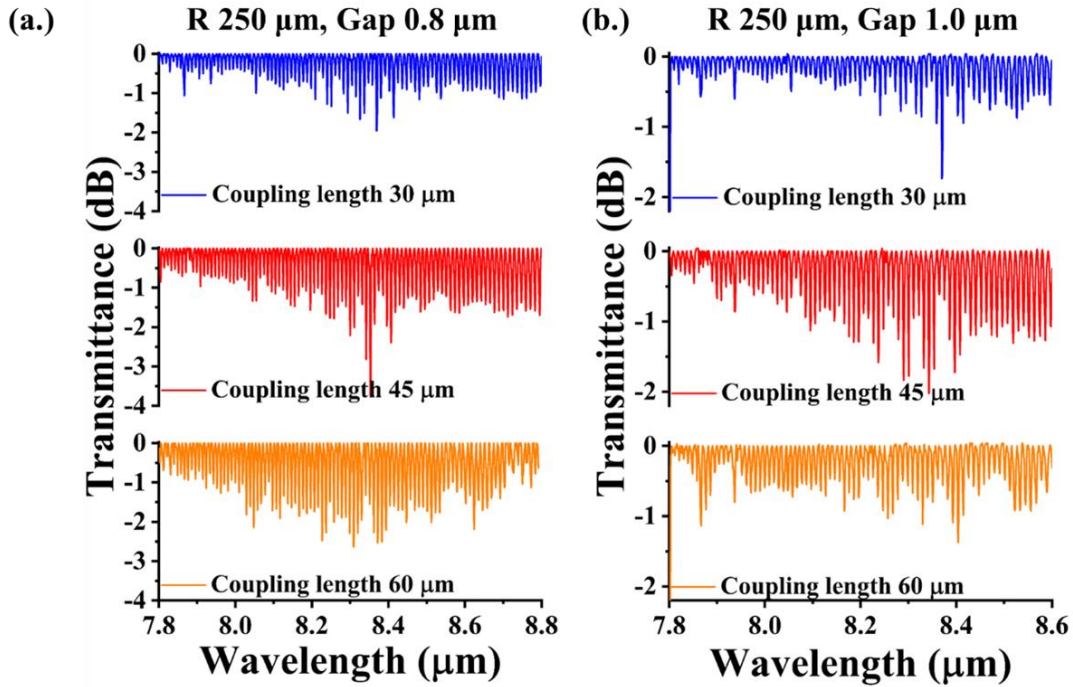 (a.)
R 250 μm, Gap 0.8 μm
0
-1
-2
-3
-4
Coupling length 30 μm
0
-1
-2
-3
-4
Coupling length 45 μm
0
-1
-2
-3
-4
Coupling length 60 μm
7.8 8.0 8.2 8.4 8.6 8.8
Transmittance (dB)
Wavelength (μm)
(b.)
R 250 μm, Gap 1.0 μm
0
-1
-2
Coupling length 30 μm
0
-1
-2
Coupling length 45 μm
0
-1
-2
Coupling length 60 μm
7.8 8.0 8.2 8.4 8.6
Transmittance (dB)
Wavelength (μm)